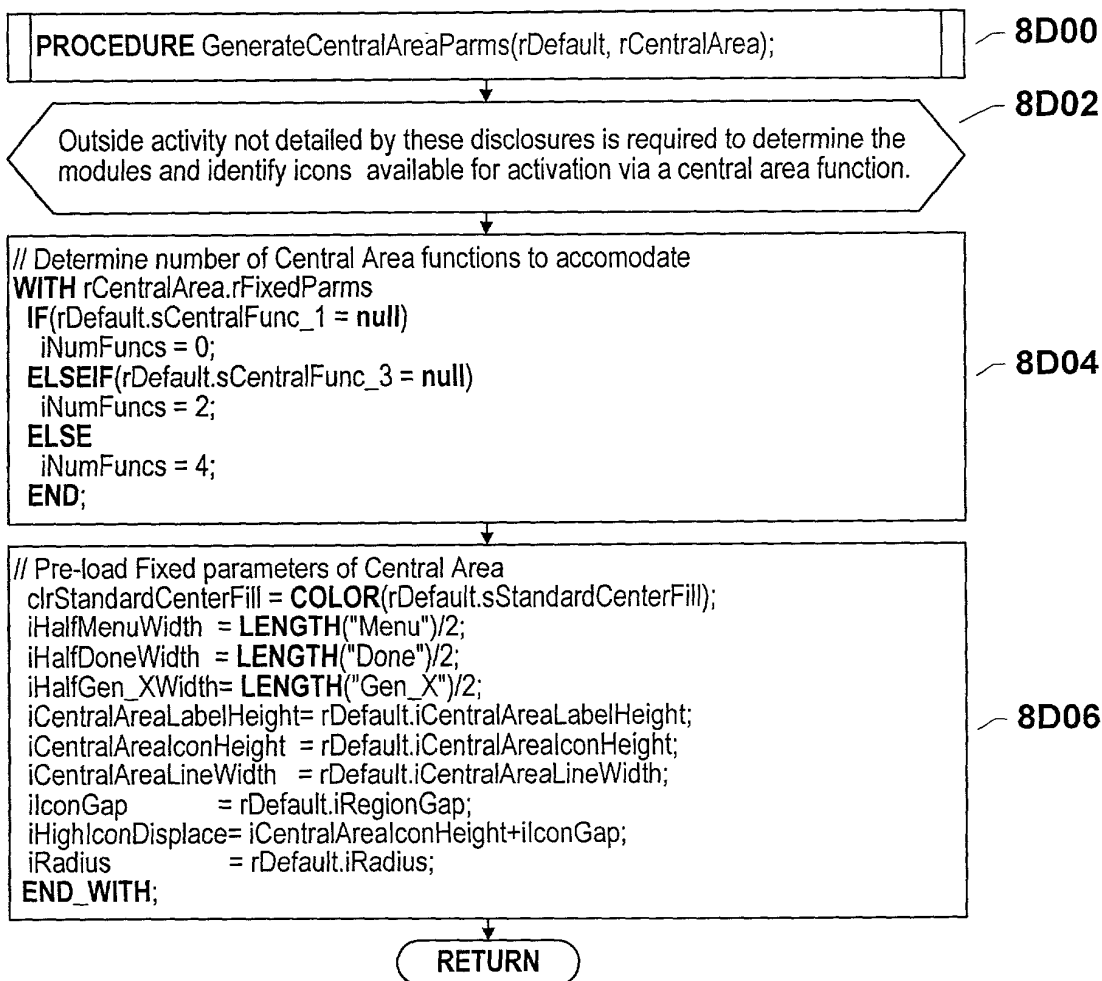 PROCEDURE GenerateCentralAreaParms(rDefault, rCentralArea);
8D00
8D02
Outside activity not detailed by these disclosures is required to determine the
modules and identify icons available for activation via a central area function.
// Determine number of Central Area functions to accomodate
WITH rCentralArea.rFixedParms
IF(rDefault.sCentralFunc_1 = null)
iNumFuncs = 0;
ELSEIF(rDefault.sCentralFunc_3 = null)
iNumFuncs = 2;
ELSE
iNumFuncs = 4;
END;
8D04
// Pre-load Fixed parameters of Central Area
clrStandardCenterFill = COLOR(rDefault.sStandardCenterFill);
iHalfMenuWidth = LENGTH("Menu")/2;
iHalfDoneWidth = LENGTH("Done")/2;
iHalfGen_XWidth= LENGTH("Gen_X")/2;
iCentralAreaLabelHeight= rDefault.iCentralAreaLabelHeight;
iCentralAreaIconHeight = rDefault.iCentralAreaIconHeight;
iCentralAreaLineWidth = rDefault.iCentralAreaLineWidth;
iIconGap = rDefault.iRegionGap;
iHighIconDisplace= iCentralAreaIconHeight+iIconGap;
iRadius = rDefault.iRadius;
END_WITH;
8D06
RETURN